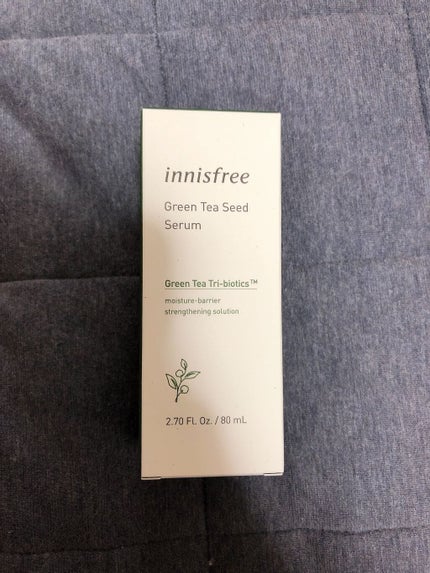 innisfree
Green Tea Seed
Serum
Green Tea Tri-biotics™
moisture-barrier
strengthening solution
2.70 Fl. Oz. / 80 mL